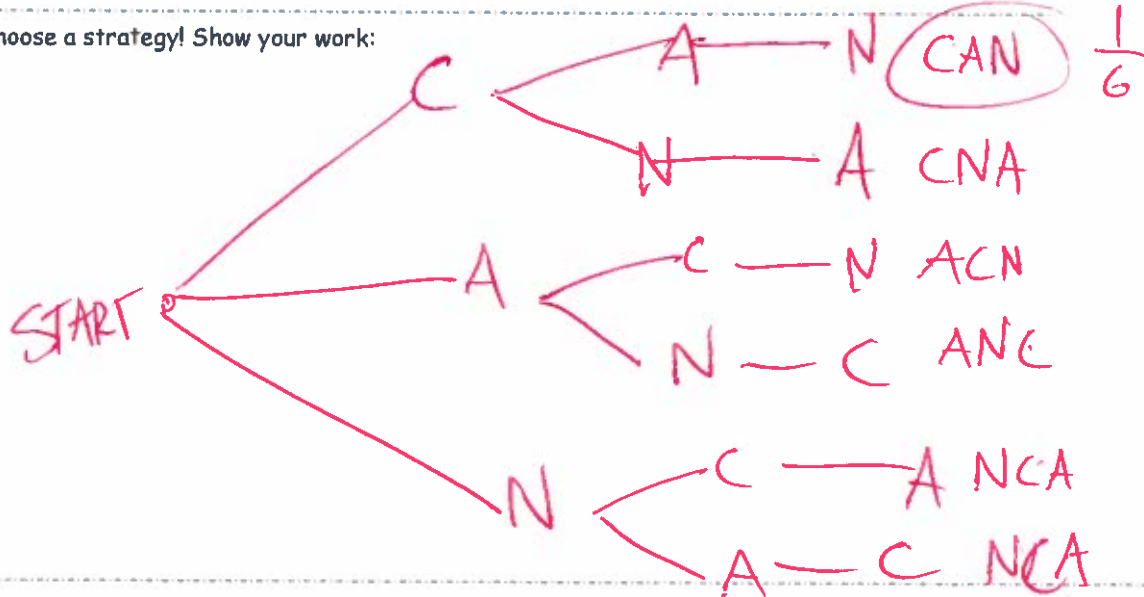 hoose a strategy! Show your work:
C A N CAN 1/6
N A CNA
START A C N ACN
N C ANC
N C A NCA
A C NCA